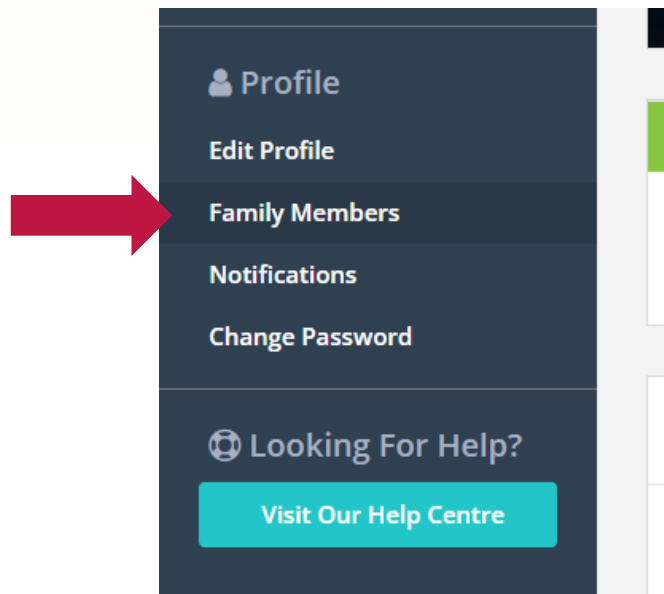 Profile
Edit Profile
Family Members
Notifications
Change Password
Looking For Help?
Visit Our Help Centre